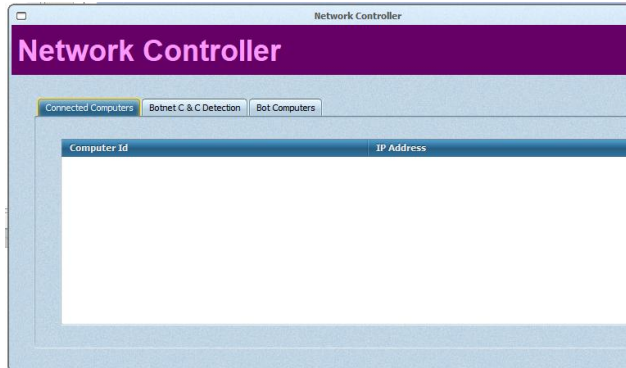 Network Controller
Network Controller
Connected Computers Botnet C & C Detection Bot Computers
Computer Id IP Address